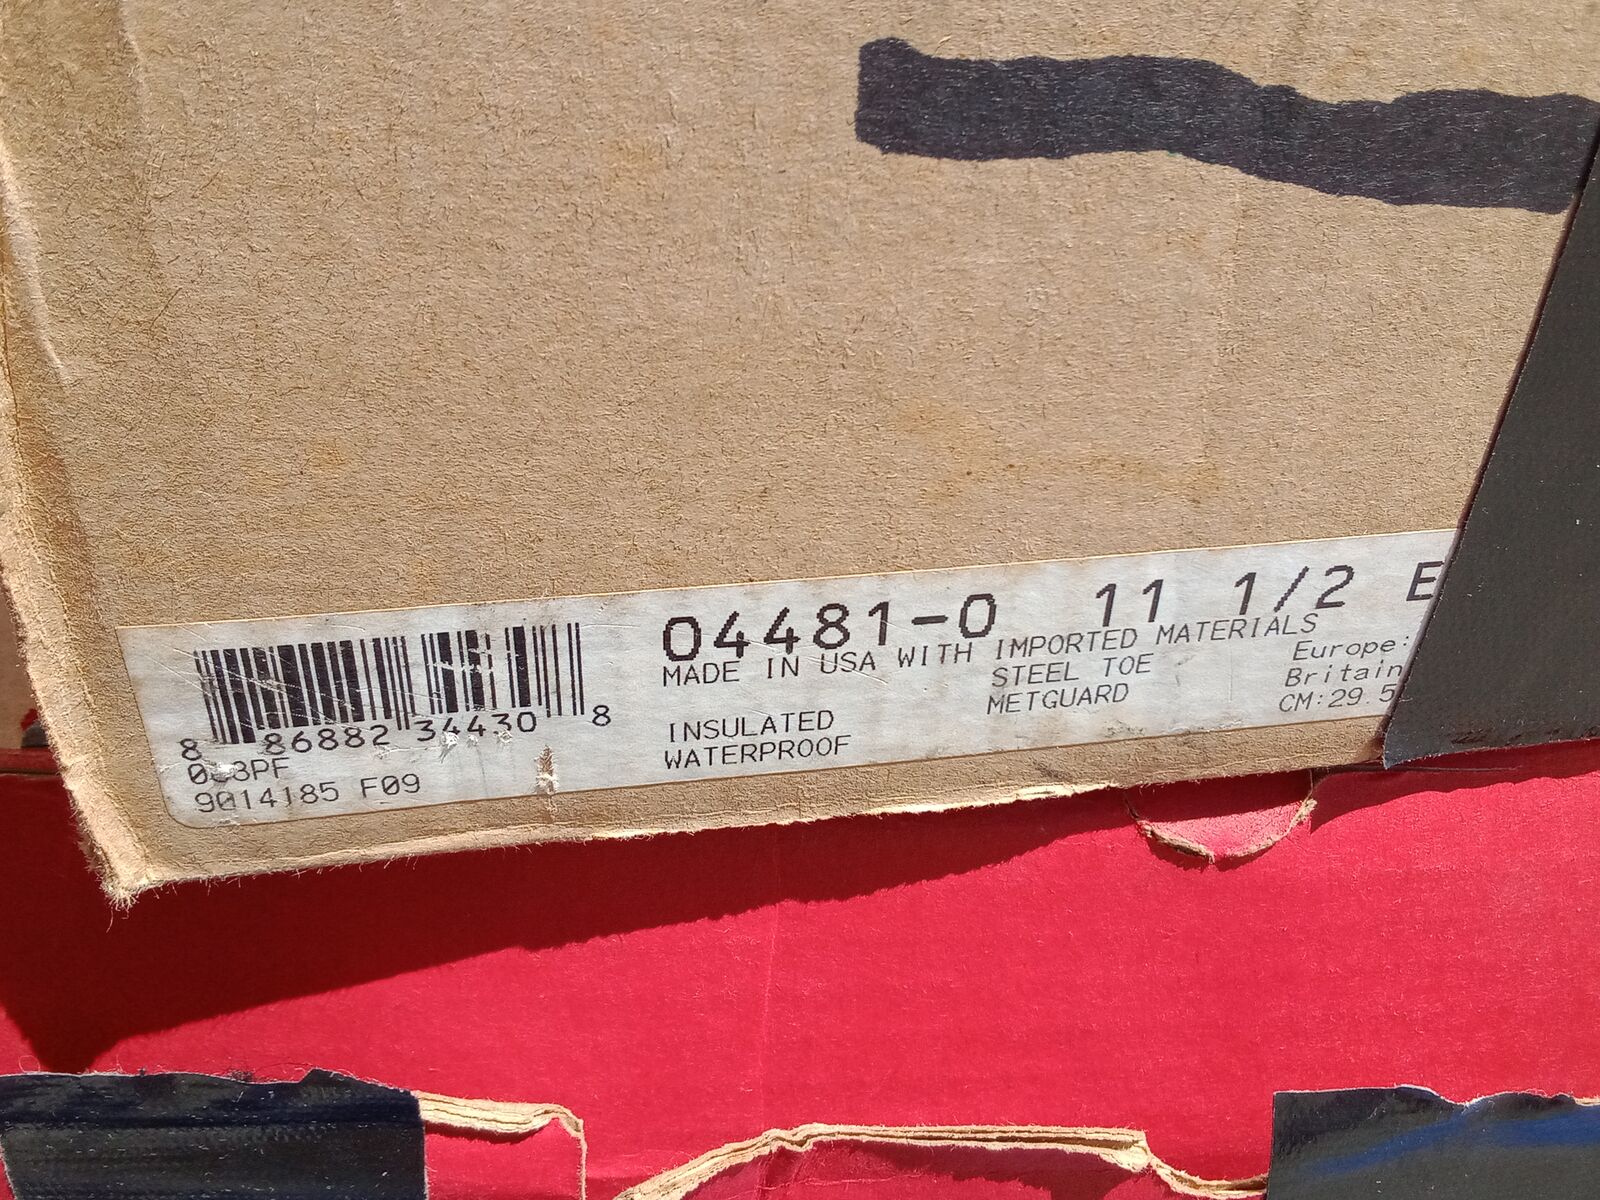 04481-0 11 1/2 E
MADE IN USA WITH IMPORTED MATERIALS
STEEL TOE
METGUARD
Europe:
Britain
CM:29.5
INSULATED
WATERPROOF
8 86882 34430 8
9014185 F09